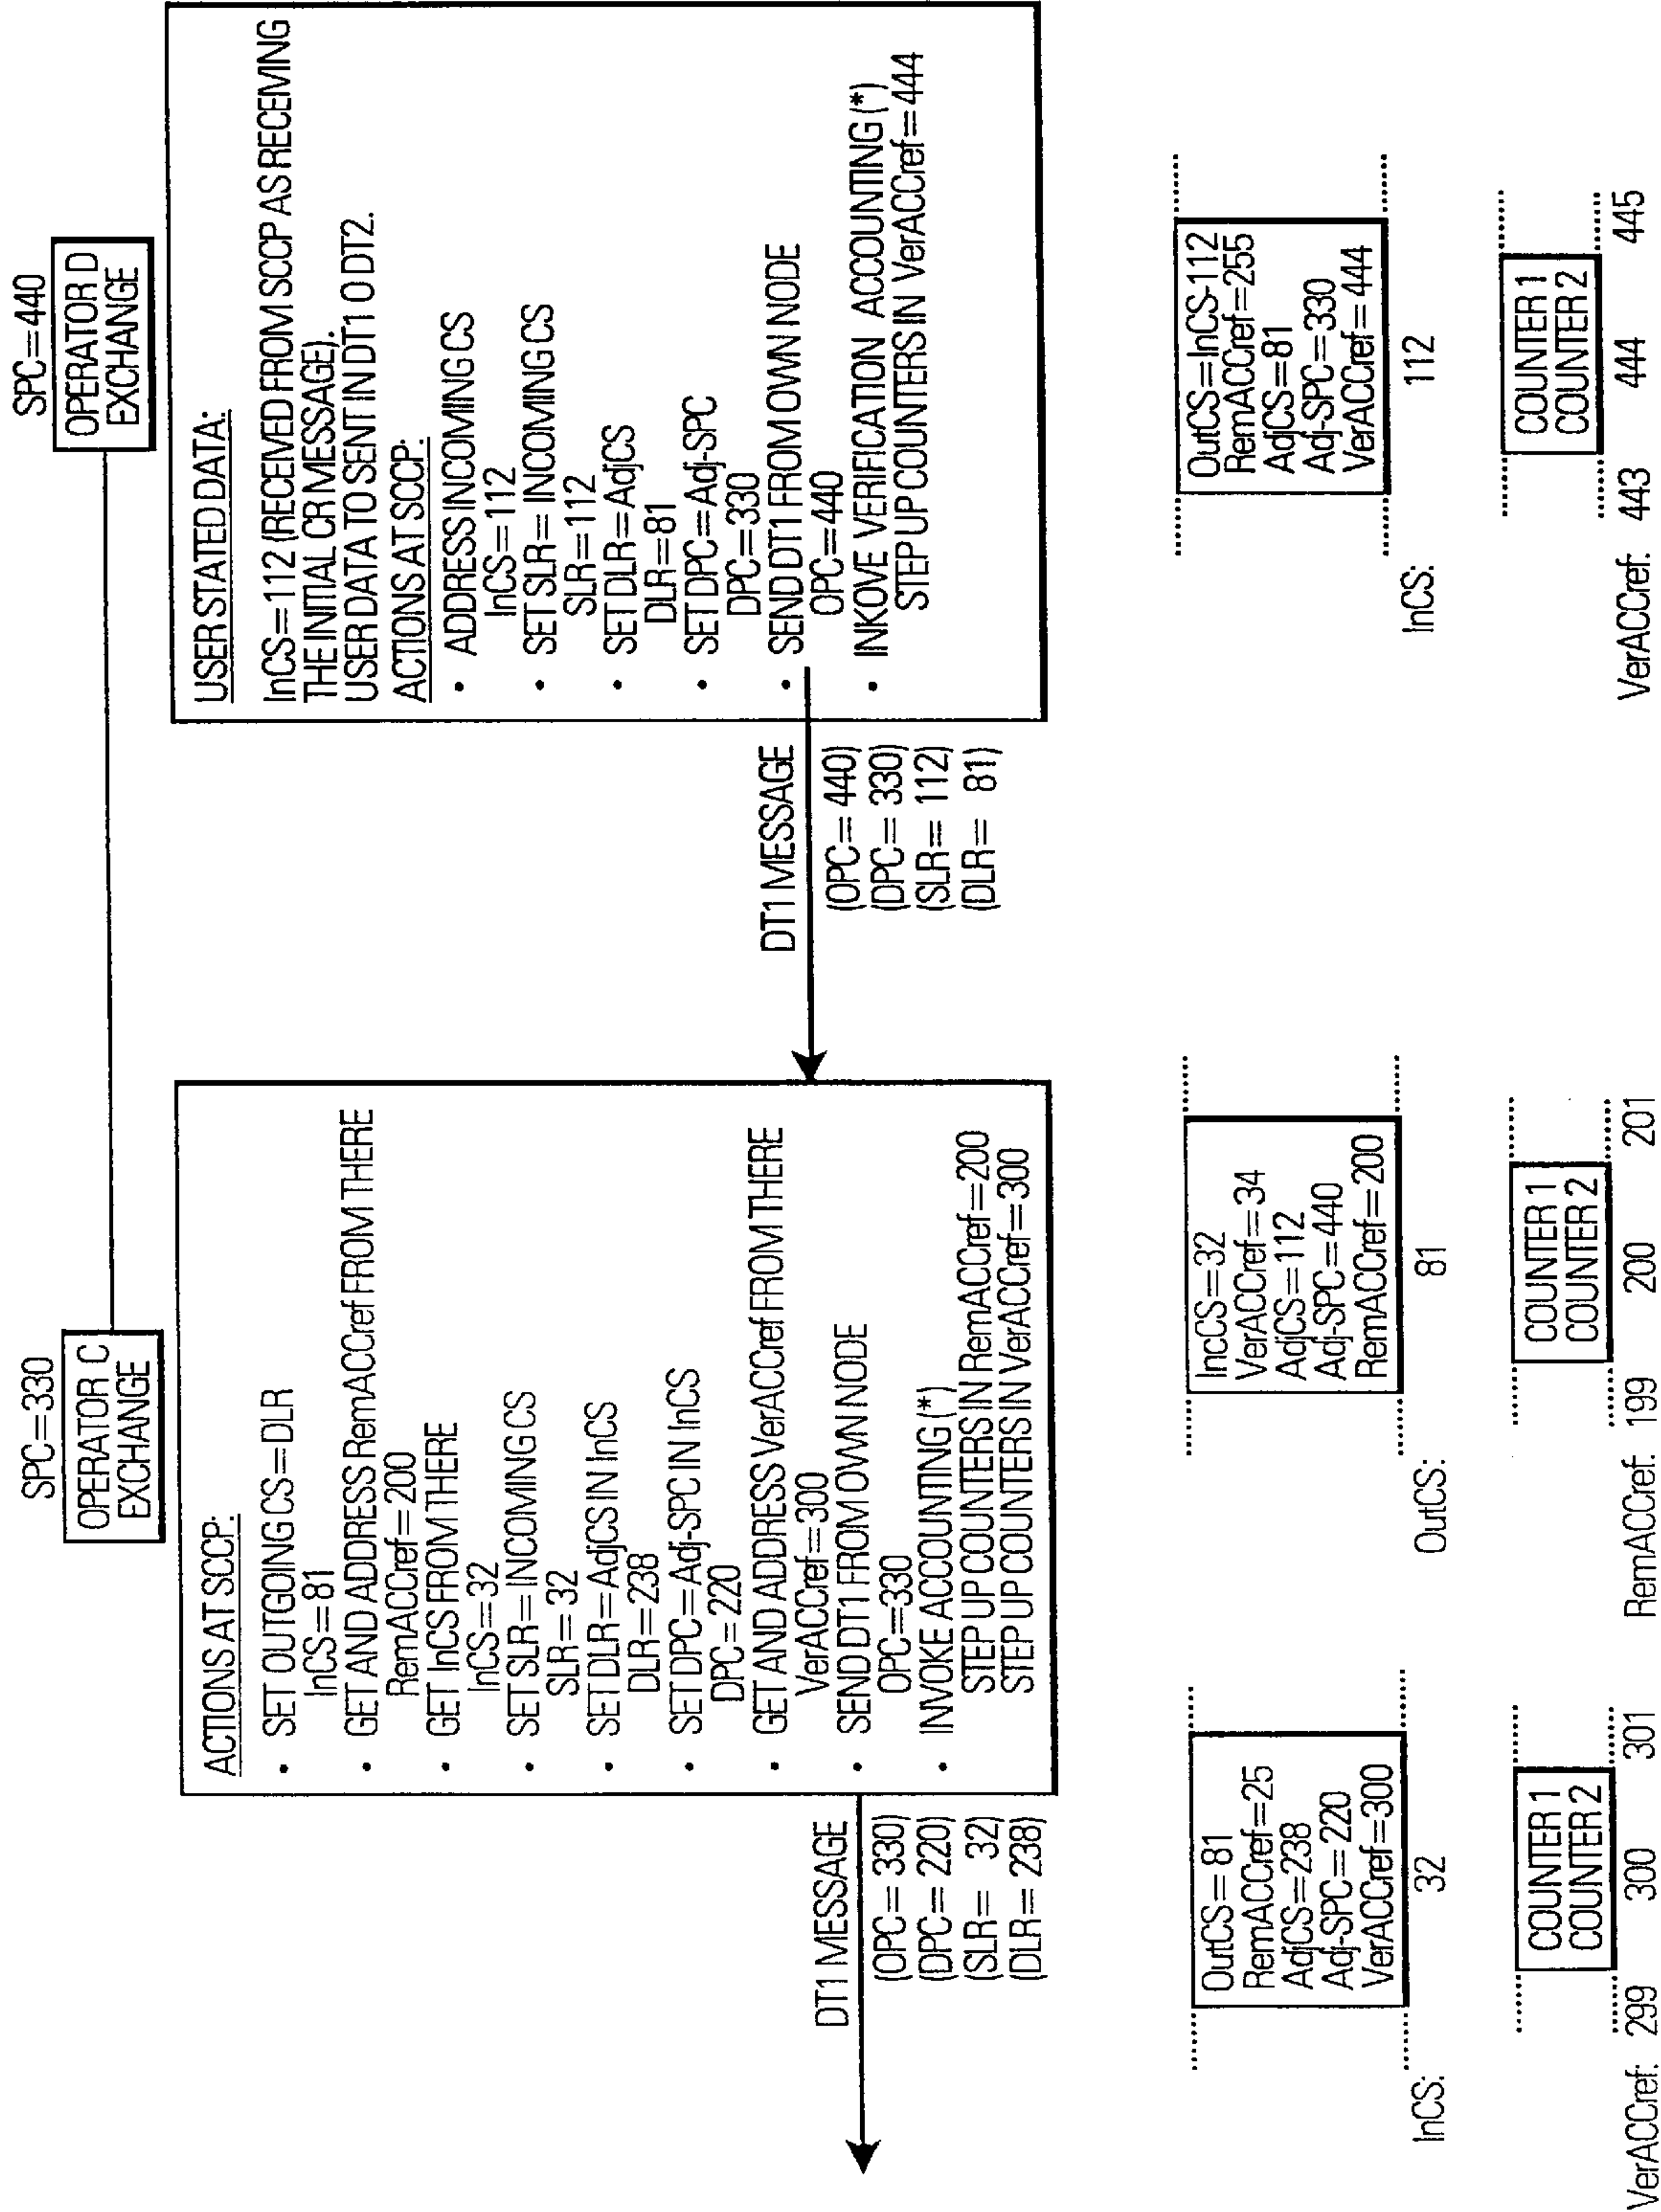 SPC=330
OPERATOR C
EXCHANGE
SPC=440
OPERATOR D
EXCHANGE
ACTIONS AT SCCP:
• SET OUTGOING CS=DLR
InCS=81
• GET AND ADDRESS RemACCref FROM THERE
RemACCref=200
• GET InCS FROM THERE
InCS=32
• SET SLR=INCOMING CS
SLR=32
• SET DLR=AdjCS IN InCS
DLR=238
• SET DPC=Adj-SPC IN InCS
DPC=220
• GET AND ADDRESS VerACCref FROM THERE
VerACCref=300
• SEND DT1 FROM OWN NODE
OPC=330
• INVOKE ACCOUNTING (*)
STEP UP COUNTERS IN RemACCref=200
STEP UP COUNTERS IN VerACCref=300
USER STATED DATA:
InCS=112 (RECEIVED FROM SCCP AS RECEIVING
THE INITIAL CR MESSAGE).
USER DATA TO SENT IN DT1 O DT2.
ACTIONS AT SCCP:
• ADDRESS INCOMING CS
InCS=112
• SET SLR=INCOMING CS
SLR=112
• SET DLR=AdjCS
DLR=81
• SET DPC=Adj-SPC
DPC=330
• SEND DT1 FROM OWN NODE
OPC=440
• INKOVE VERIFICATION ACCOUNTING (*)
STEP UP COUNTERS IN VerACCref=444
DT1 MESSAGE
(OPC=330)
(DPC=220)
(SLR= 32)
(DLR=238)
DT1 MESSAGE
(OPC=440)
(DPC=330)
(SLR=112)
(DLR= 81)
OutCS=81
RemACCref=25
AdjCS=238
Adj-SPC=220
VerACCref=300
InCS: 32
IncCS=32
VerACCref=34
AdjCS=112
Adj-SPC=440
RemACCref=200
OutCS: 81
OutCS=InCS-112
RemACCref=255
AdCS=81
Adj-SPC=330
VerACCref=444
InCS: 112
COUNTER 1
COUNTER 2
VerACCref: 299 300 301
COUNTER 1
COUNTER 2
RemACCref: 199 200 201
COUNTER 1
COUNTER 2
VerACCref: 443 444 445